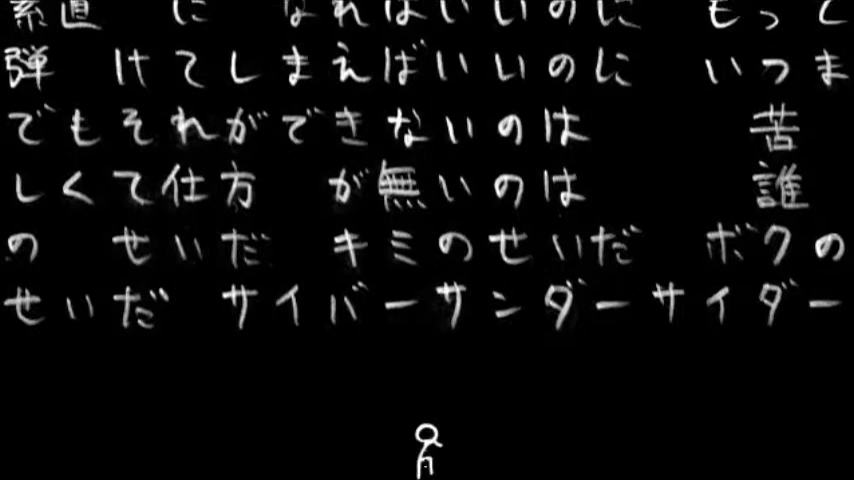 素直 に なればいいのに もっと
弾 けてしまえばいいのに いつま
でもそれができないのは 苦
しくて仕方 が無いのは 誰
の せいだ キミのせいだ ボクの
せいだ サイバーサンダーサイダー